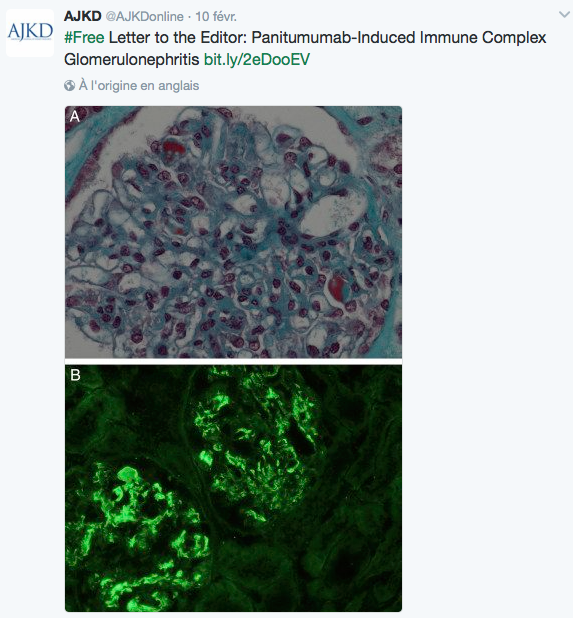 AJKD
AJKD @AJKDonline · 10 févr.
#Free Letter to the Editor: Panitumumab-Induced Immune Complex
Glomerulonephritis bit.ly/2eDooEV
À l'origine en anglais
A
B